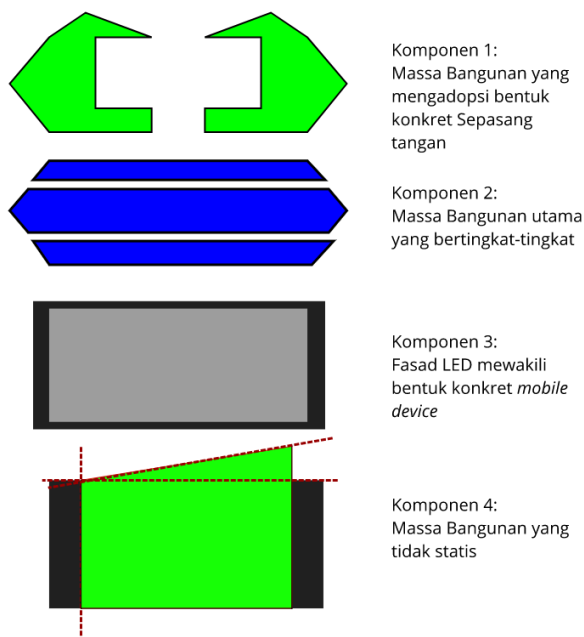 Komponen 1:
Massa Bangunan yang
mengadopsi bentuk
konkret Sepasang
tangan
Komponen 2:
Massa Bangunan utama
yang bertingkat-tingkat
Komponen 3:
Fasad LED mewakili
bentuk konkret mobile
device
Komponen 4:
Massa Bangunan yang
tidak statis